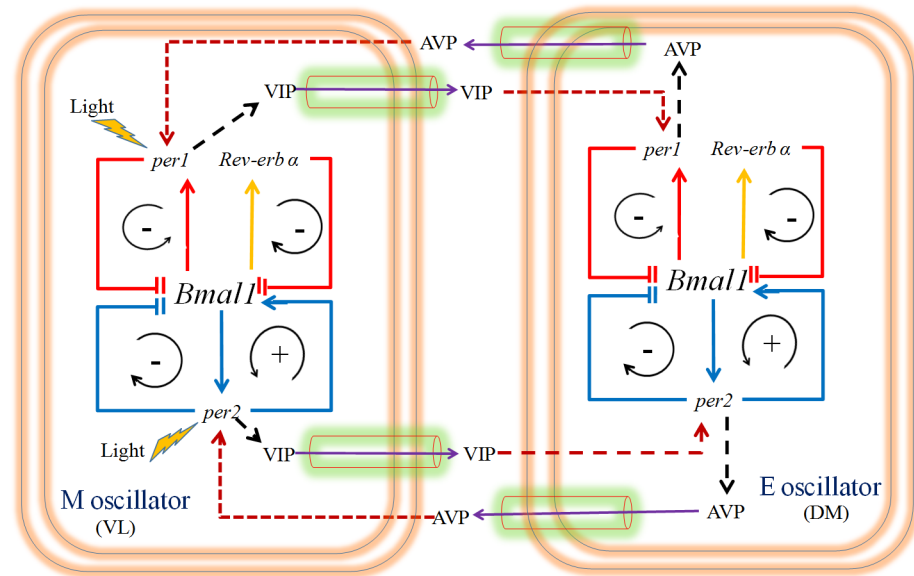 AVP
AVP
VIP
VIP
Light
per1
Rev-erb α
per1
Rev-erb α
-
-
-
-
Bmal1
Bmal1
-
+
-
+
per2
per2
Light
VIP
VIP
M oscillator
(VL)
AVP
AVP
E oscillator
(DM)